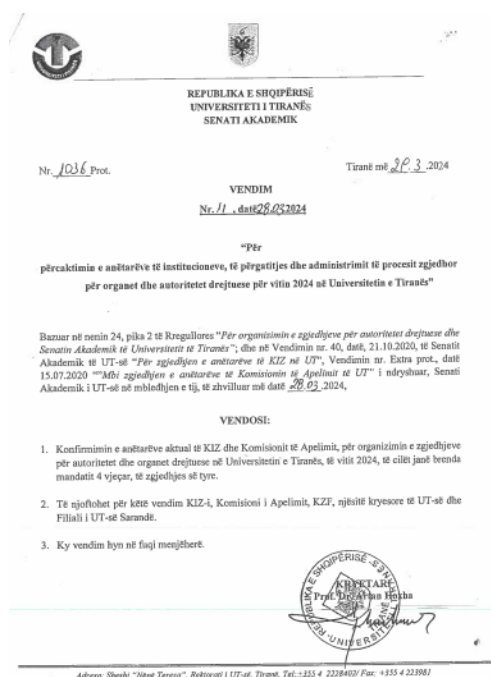 REPUBLIKA E SHQIPËRISË
UNIVERSITETI I TIRANËS
SENATI AKADEMIK
Nr. 1036 Prot.
Tiranë më 28.3.2024
VENDIM
Nr. 11, datë 28.03.2024
"Për
përcaktimin e anëtarëve të institucioneve, të përgatitjes dhe administrimit të procesit zgjedhor
për organet dhe autoritetet drejtuese për vitin 2024 në Universitetin e Tiranës"
Bazuar në nenin 24, pika 2 të Rregullores "Për organizimin e zgjedhjeve për autoritetet drejtuese dhe
Senatin Akademik të Universitetit të Tiranës"; dhe në Vendimin nr. 40, datë, 21.10.2020, të Senatit
Akademik të UT-së "Për zgjedhjen e anëtarëve të KIZ në UT", Vendimin nr. Extra prot., datë
15.07.2020 ""Mbi zgjedhjen e anëtarëve të Komisionin të Apelimit të UT" i ndryshuar, Senati
Akademik i UT-së në mbledhjen e tij, të zhvilluar më datë 28.03.2024,
VENDOSI:
1. Konfirmimin e anëtarëve aktual të KIZ dhe Komisionit të Apelimit, për organizimin e zgjedhjeve
për autoritetet dhe organet drejtuese në Universitetin e Tiranës, të vitit 2024, të cilët janë brenda
mandatit 4 vjeçar, të zgjedhjes së tyre.
2. Të njoftohet për këtë vendim KIZ-i, Komisioni i Apelimit, KZF, njësitë kryesore të UT-së dhe
Filiali i UT-së Sarandë.
3. Ky vendim hyn në fuqi menjëherë.
KRYETARI
Prof. Dr. Artan Hoxha
REPUBLIKA E SHQIPËRISË
Adresa: Sheshi "Nënë Tereza", Rektorati i UT-së, Tiranë, Tel:+355 4 2228402/ Fax: +355 4 223981